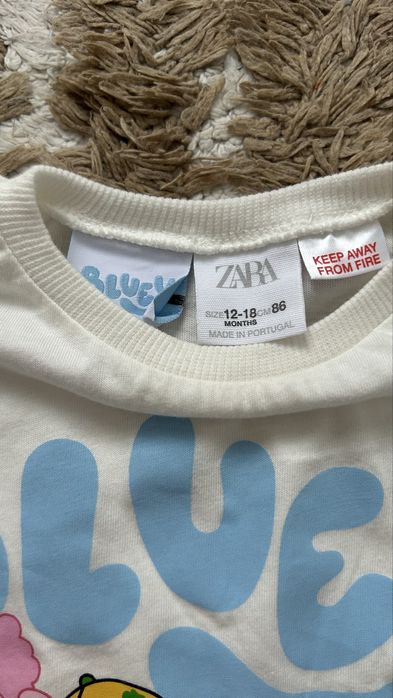 BLUEY
ZARA
SIZE 12-18 CM 86
MONTHS
MADE IN PORTUGAL
KEEP AWAY
FROM FIRE
BLUE